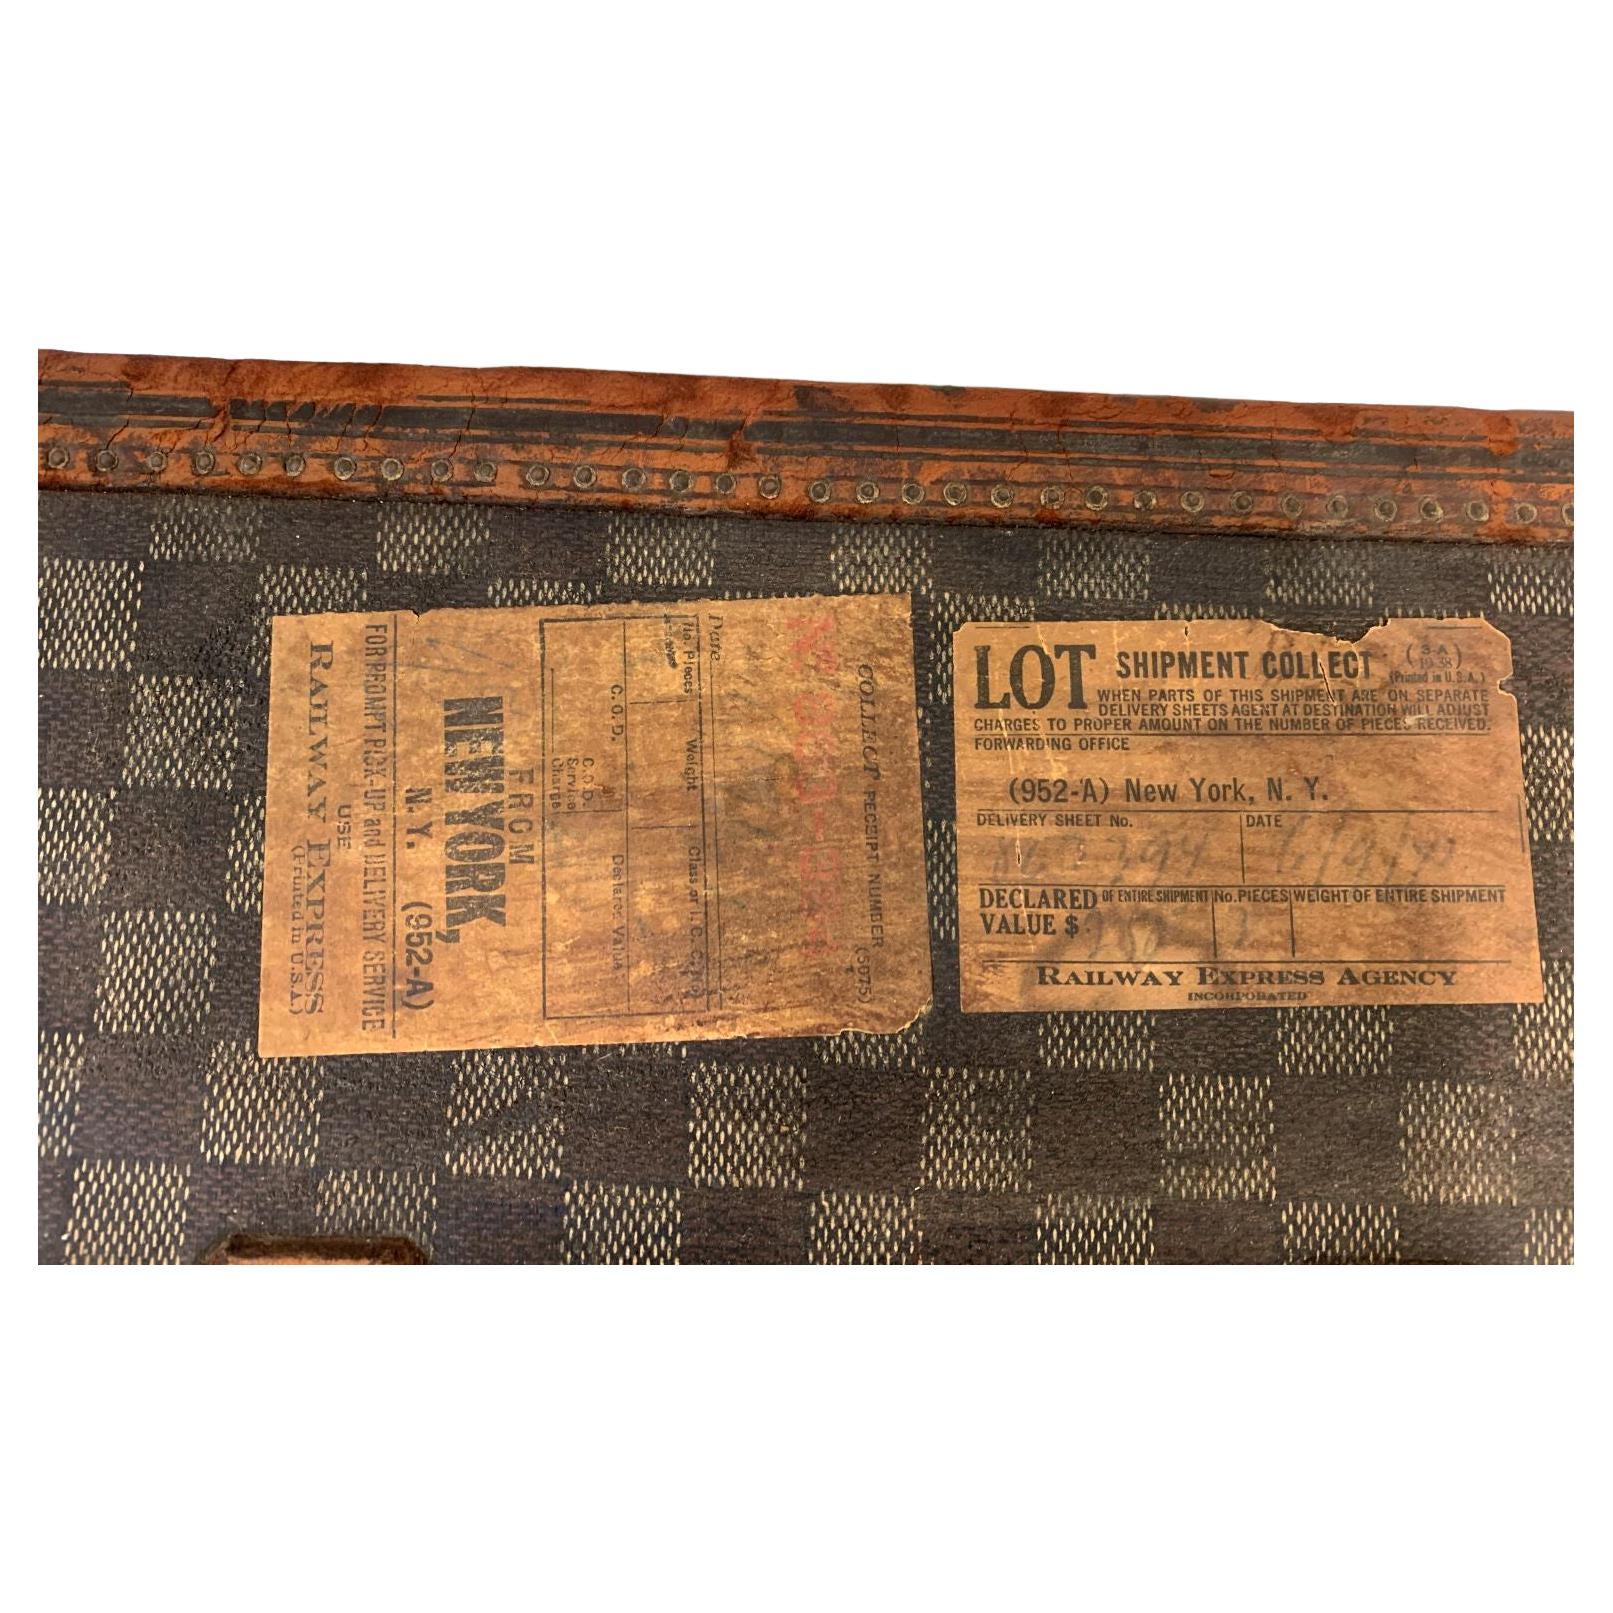 COLLECT RECEIPT NUMBER (5075)
Date
No. Pieces Weight Class or I.C.C. No.
C.O.D. Declared Value
C.O.D. Service Charge
FROM
NEW YORK,
N. Y. (952-A)
FOR PROMPT PICK-UP and DELIVERY SERVICE
USE
RAILWAY EXPRESS
(Printed in U.S.A.)
LOT SHIPMENT COLLECT (3-A)
19-38
(Printed in U.S.A.)
WHEN PARTS OF THIS SHIPMENT ARE ON SEPARATE
DELIVERY SHEETS AGENT AT DESTINATION WILL ADJUST
CHARGES TO PROPER AMOUNT ON THE NUMBER OF PIECES RECEIVED.
FORWARDING OFFICE
(952-A) New York, N. Y.
DELIVERY SHEET No. DATE
DECLARED OF ENTIRE SHIPMENT No. PIECES WEIGHT OF ENTIRE SHIPMENT
VALUE $
RAILWAY EXPRESS AGENCY
INCORPORATED